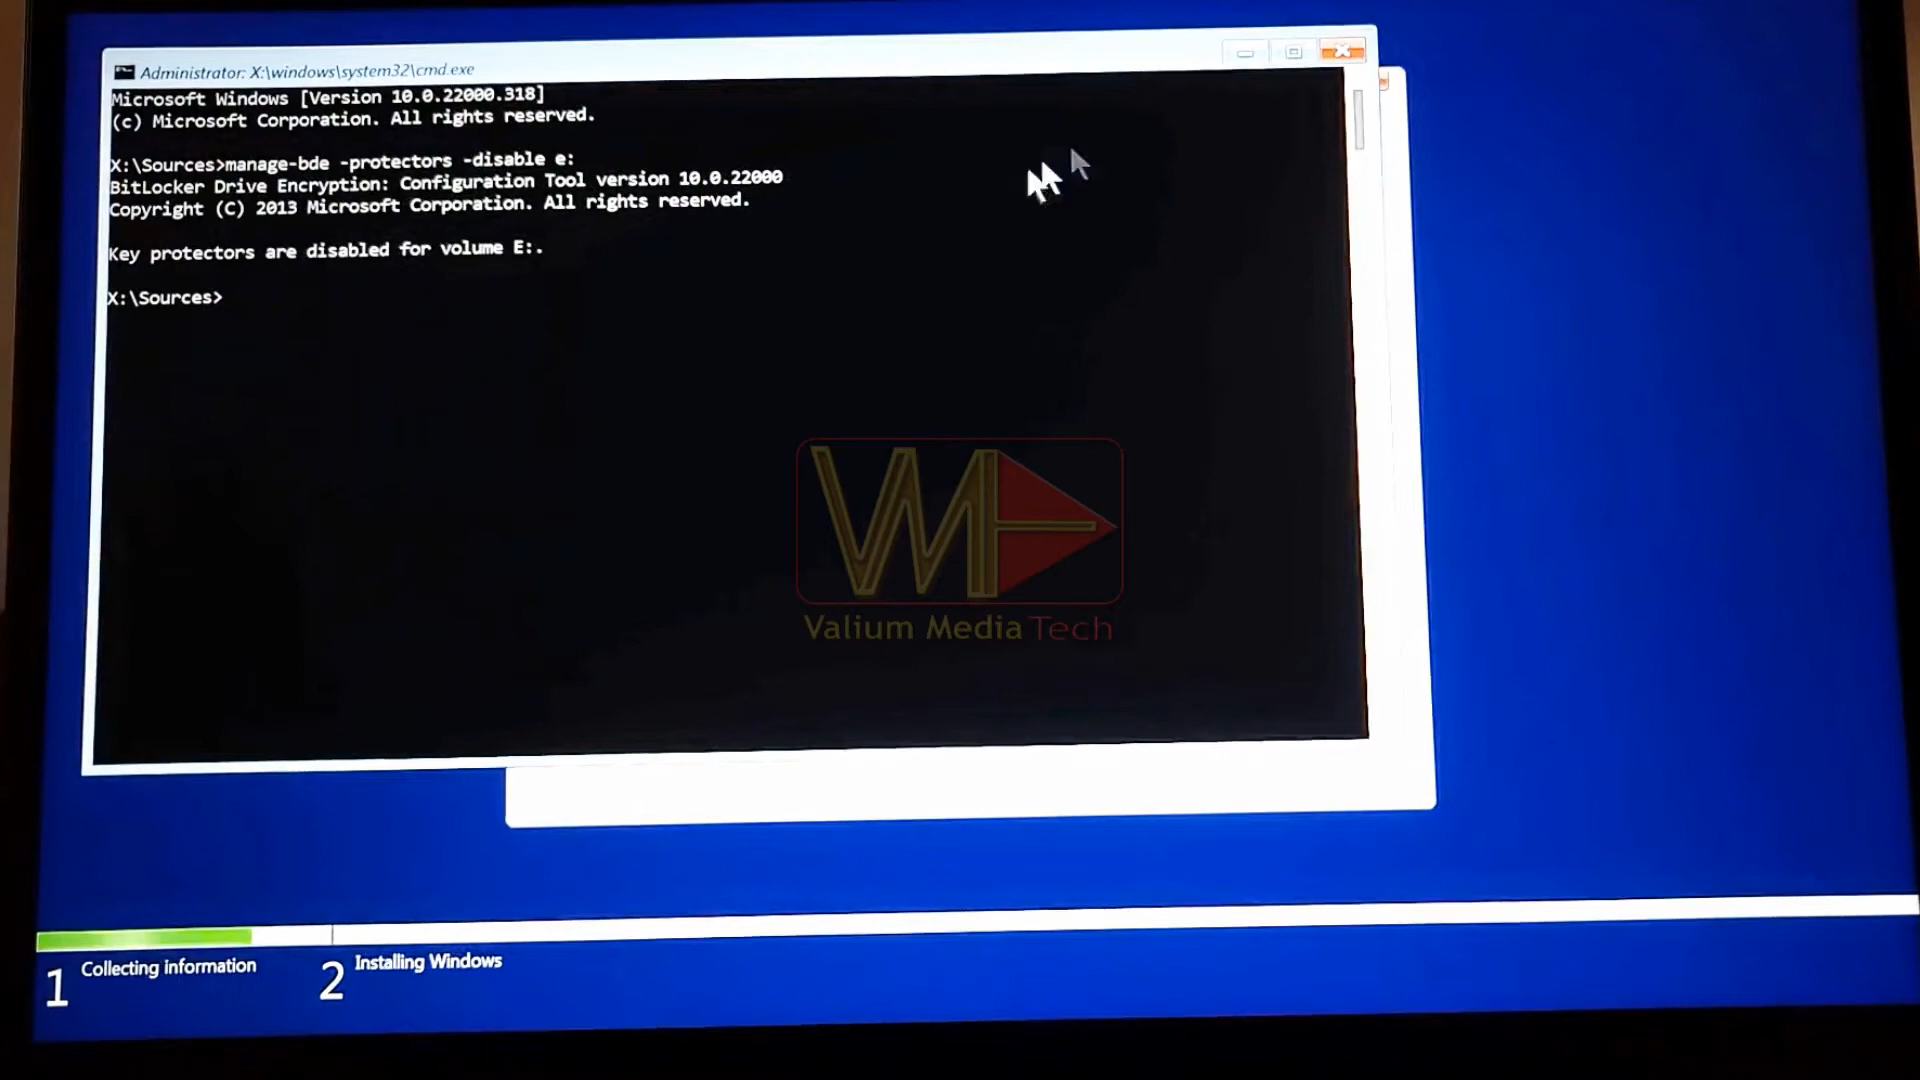 Administrator: X:\windows\system32\cmd.exe
Microsoft Windows [Version 10.0.22000.318]
(c) Microsoft Corporation. All rights reserved.
X:\Sources>manage-bde -protectors -disable e:
BitLocker Drive Encryption: Configuration Tool version 10.0.22000
Copyright (C) 2013 Microsoft Corporation. All rights reserved.
Key protectors are disabled for volume E:.
X:\Sources>
VM
Valium Media Tech
1 Collecting information
2 Installing Windows